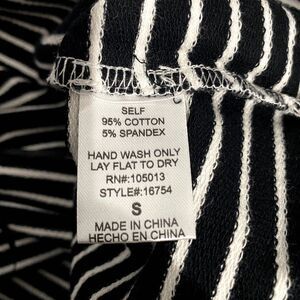 SELF
95% COTTON
5% SPANDEX
HAND WASH ONLY
LAY FLAT TO DRY
RN#:105013
STYLE#:16754
S
MADE IN CHINA
HECHO EN CHINA